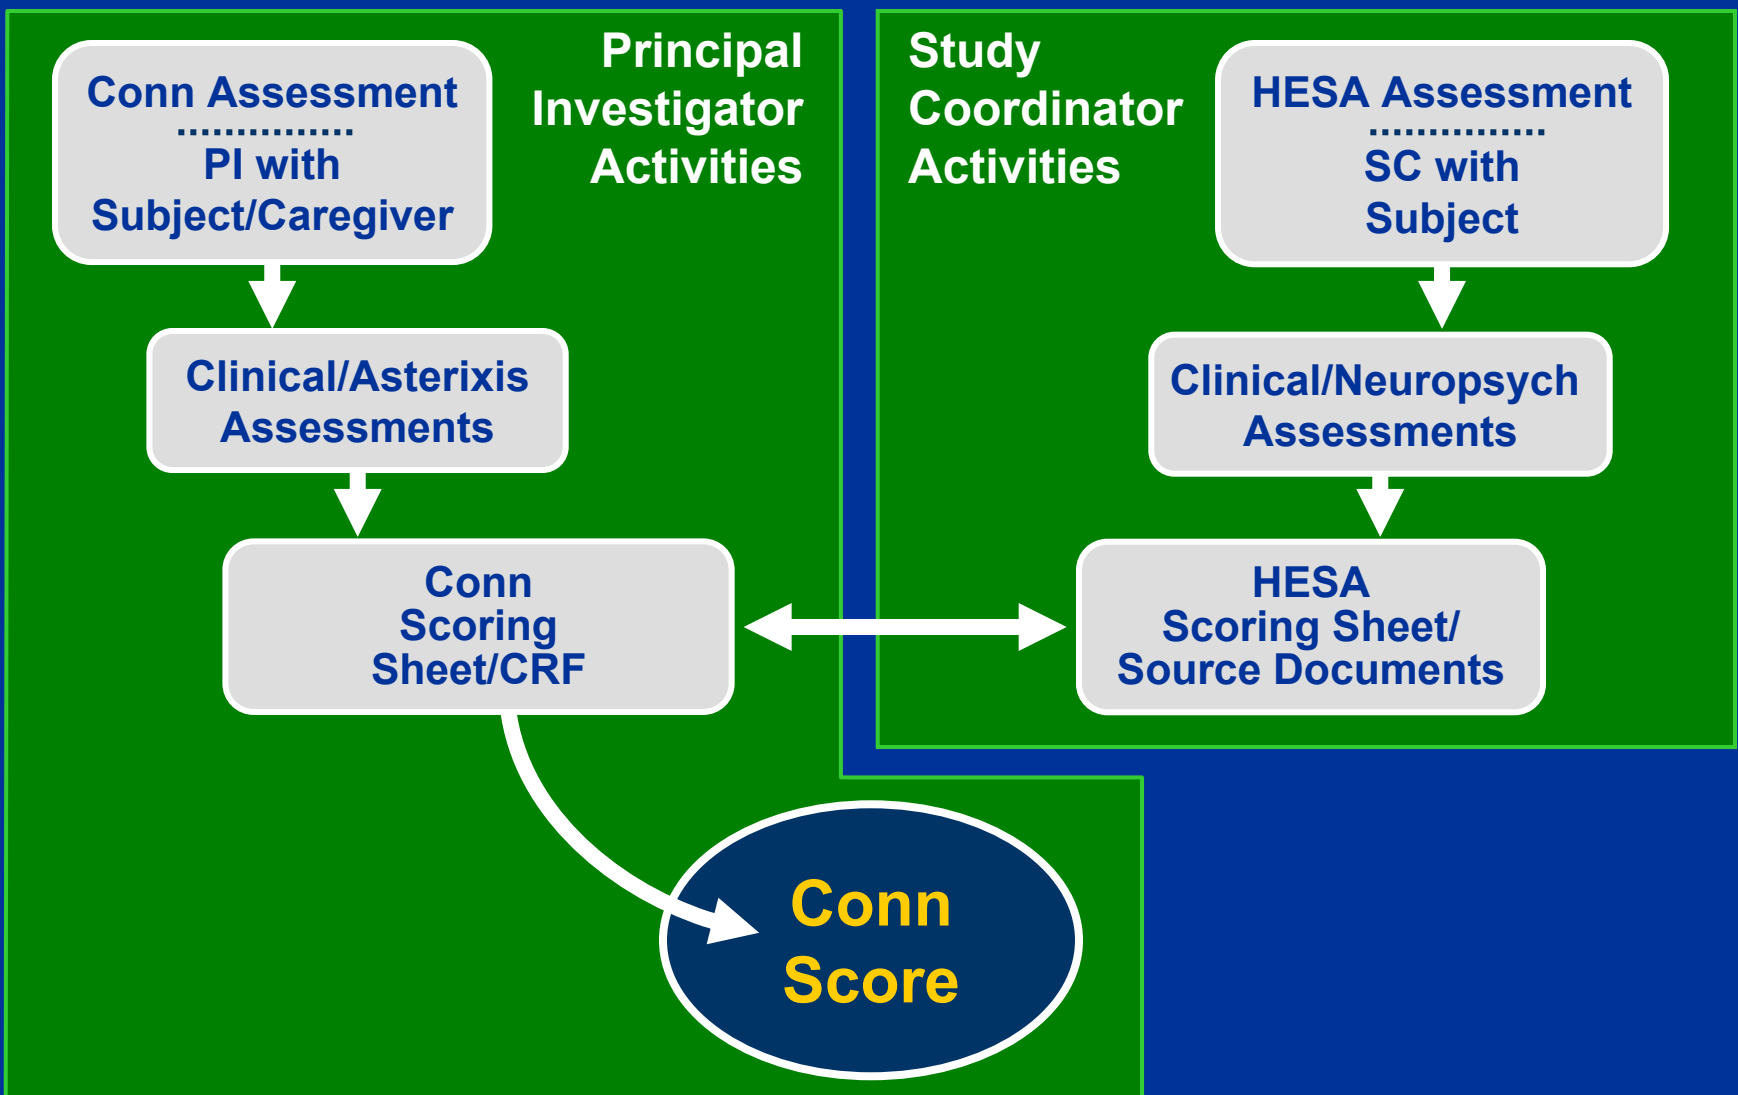 Principal
Investigator
Activities
Conn Assessment
PI with
Subject/Caregiver
Clinical/Asterixis
Assessments
Conn
Scoring
Sheet/CRF
Study
Coordinator
Activities
HESA Assessment
SC with
Subject
Clinical/Neuropsych
Assessments
HESA
Scoring Sheet/
Source Documents
Conn
Score